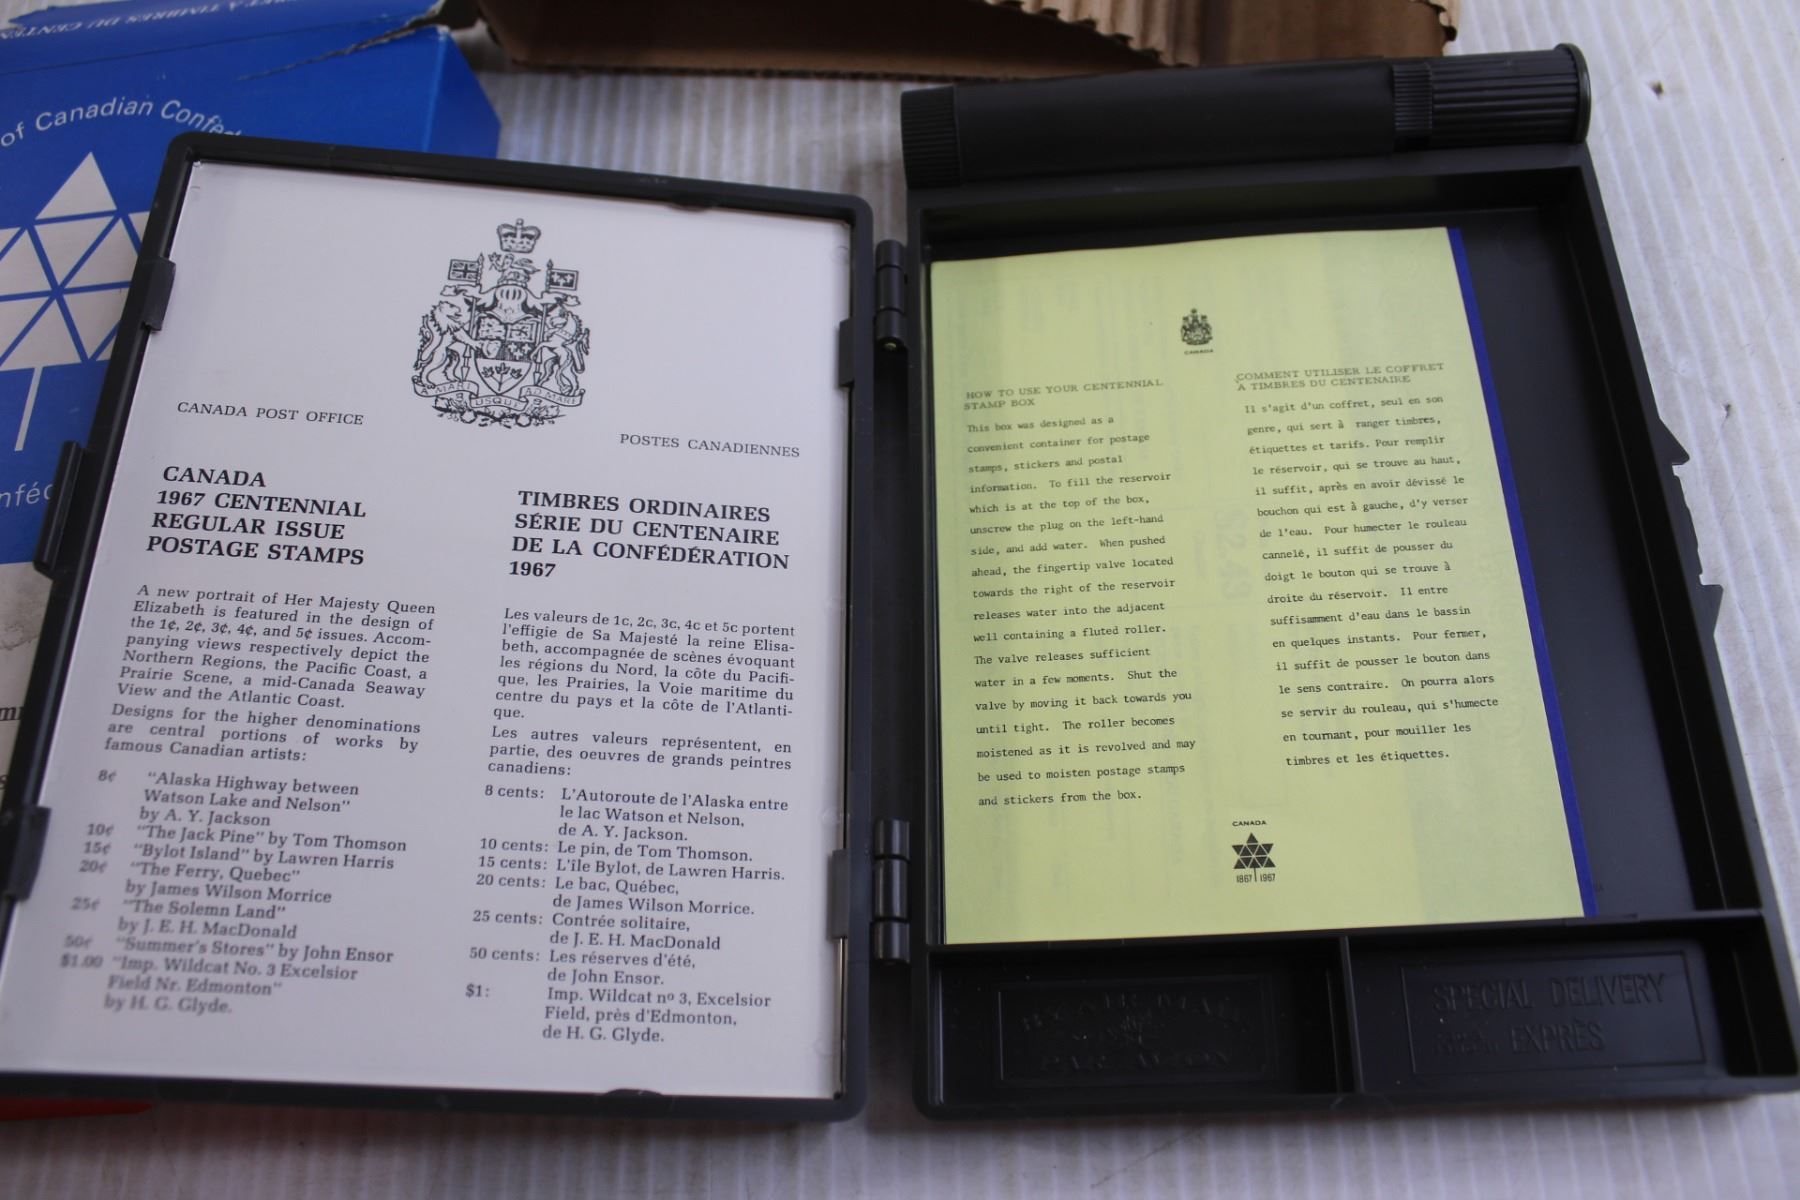 of Canadian Confed
A MARI
USQUE
AD MARE
CANADA POST OFFICE
POSTES CANADIENNES
CANADA
1967 CENTENNIAL
REGULAR ISSUE
POSTAGE STAMPS
A new portrait of Her Majesty Queen
Elizabeth is featured in the design of
the 1¢, 2¢, 3¢, 4¢, and 5¢ issues. Accom-
panying views respectively depict the
Northern Regions, the Pacific Coast, a
Prairie Scene, a mid-Canada Seaway
View and the Atlantic Coast.
Designs for the higher denominations
are central portions of works by
famous Canadian artists:
8¢ "Alaska Highway between
Watson Lake and Nelson"
by A. Y. Jackson
10¢ "The Jack Pine" by Tom Thomson
15¢ "Bylot Island" by Lawren Harris
20¢ "The Ferry, Quebec"
by James Wilson Morrice
25¢ "The Solemn Land"
by J. E. H. MacDonald
50¢ "Summer's Stores" by John Ensor
$1.00 "Imp. Wildcat No. 3 Excelsior
Field Nr. Edmonton"
by H. G. Glyde.
TIMBRES ORDINAIRES
SÉRIE DU CENTENAIRE
DE LA CONFÉDÉRATION
1967
Les valeurs de 1c, 2c, 3c, 4c et 5c portent
l'effigie de Sa Majesté la reine Elisa-
beth, accompagnée de scènes évoquant
les régions du Nord, la côte du Pacifi-
que, les Prairies, la Voie maritime du
centre du pays et la côte de l'Atlanti-
que.
Les autres valeurs représentent, en
partie, des oeuvres de grands peintres
canadiens:
8 cents: L'Autoroute de l'Alaska entre
le lac Watson et Nelson,
de A. Y. Jackson.
10 cents: Le pin, de Tom Thomson.
15 cents: L'île Bylot, de Lawren Harris.
20 cents: Le bac, Québec,
de James Wilson Morrice.
25 cents: Contrée solitaire,
de J. E. H. MacDonald
50 cents: Les réserves d'été,
de John Ensor.
$1: Imp. Wildcat nº 3, Excelsior
Field, près d'Edmonton,
de H. G. Glyde.
CANADA
HOW TO USE YOUR CENTENNIAL
STAMP BOX
This box was designed as a
convenient container for postage
stamps, stickers and postal
information. To fill the reservoir
which is at the top of the box,
unscrew the plug on the left-hand
side, and add water. When pushed
ahead, the fingertip valve located
towards the right of the reservoir
releases water into the adjacent
well containing a fluted roller.
The valve releases sufficient
water in a few moments. Shut the
valve by moving it back towards you
until tight. The roller becomes
moistened as it is revolved and may
be used to moisten postage stamps
and stickers from the box.
COMMENT UTILISER LE COFFRET
À TIMBRES DU CENTENAIRE
Il s'agit d'un coffret, seul en son
genre, qui sert à ranger timbres,
étiquettes et tarifs. Pour remplir
le réservoir, qui se trouve au haut,
il suffit, après en avoir dévissé le
bouchon qui est à gauche, d'y verser
de l'eau. Pour humecter le rouleau
cannelé, il suffit de pousser du
doigt le bouton qui se trouve à
droite du réservoir. Il entre
suffisamment d'eau dans le bassin
en quelques instants. Pour fermer,
il suffit de pousser le bouton dans
le sens contraire. On pourra alors
se servir du rouleau, qui s'humecte
en tournant, pour mouiller les
timbres et les étiquettes.
CANADA
1867 1967
BY AIR MAIL
PAR AVION
SPECIAL DELIVERY
EXPRÈS